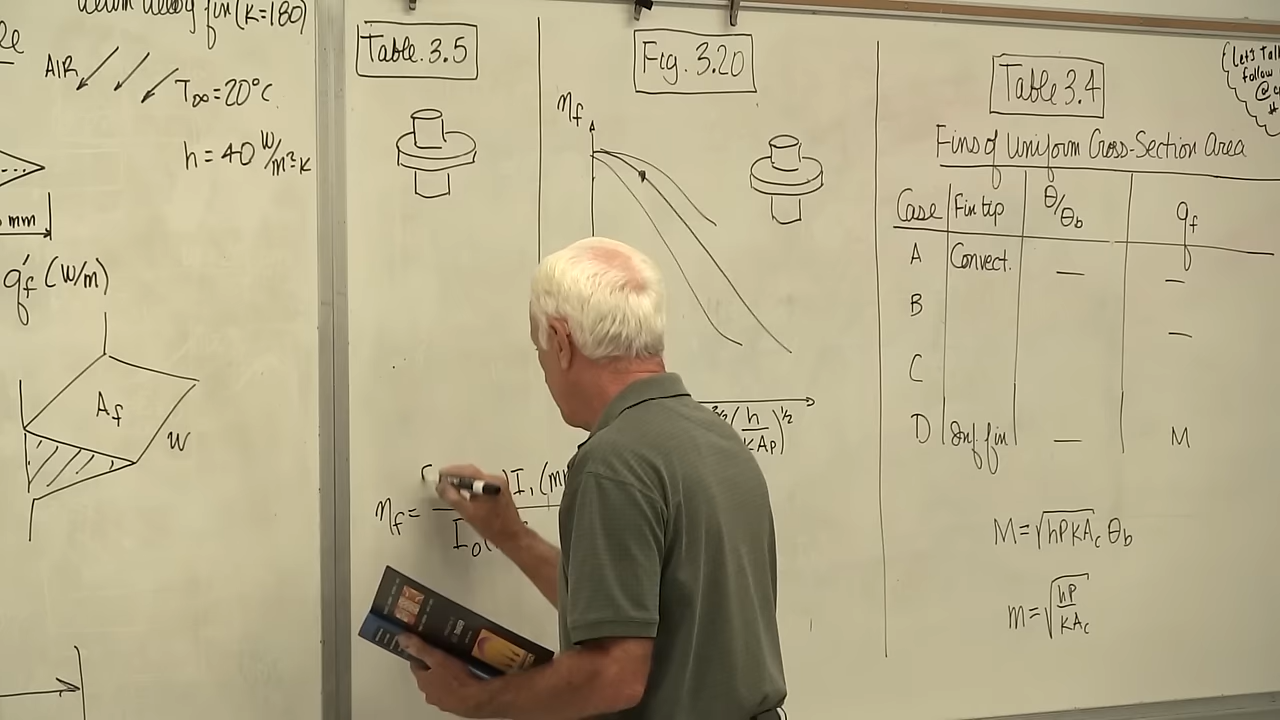 fin (K=180)
AIR
T∞ = 20°C
h = 40 W/m²·K
mm
q'f (W/m)
Af
w
Table.3.5
ηf =
I₁(m
I₀(
Fig. 3.20
ηf
(h/KAp)^1/2
Table 3.4
Fins of Uniform Cross-Section Area
Case Fin tip θ/θb qf
A Convect. — —
B —
C
D Inf fin — M
M = √hPKAc θb
m = √hP/KAc
Let's Talk
follow
@
#